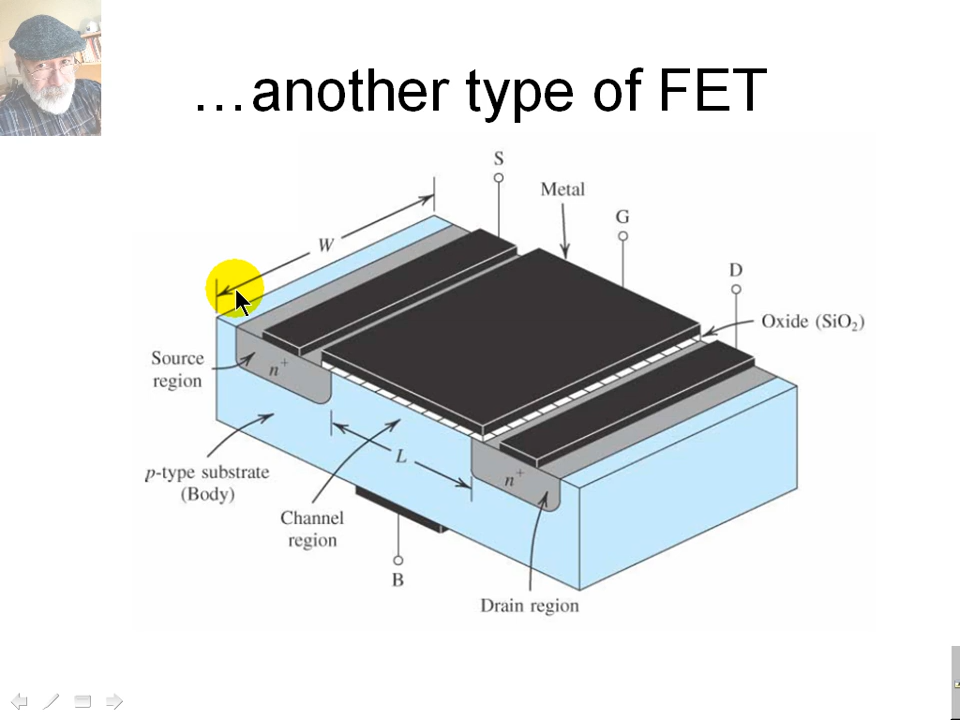 …another type of FET
S
Metal
G
W
D
Oxide (SiO₂)
Source
region
n⁺
p-type substrate
(Body)
L
n⁺
Channel
region
B
Drain region